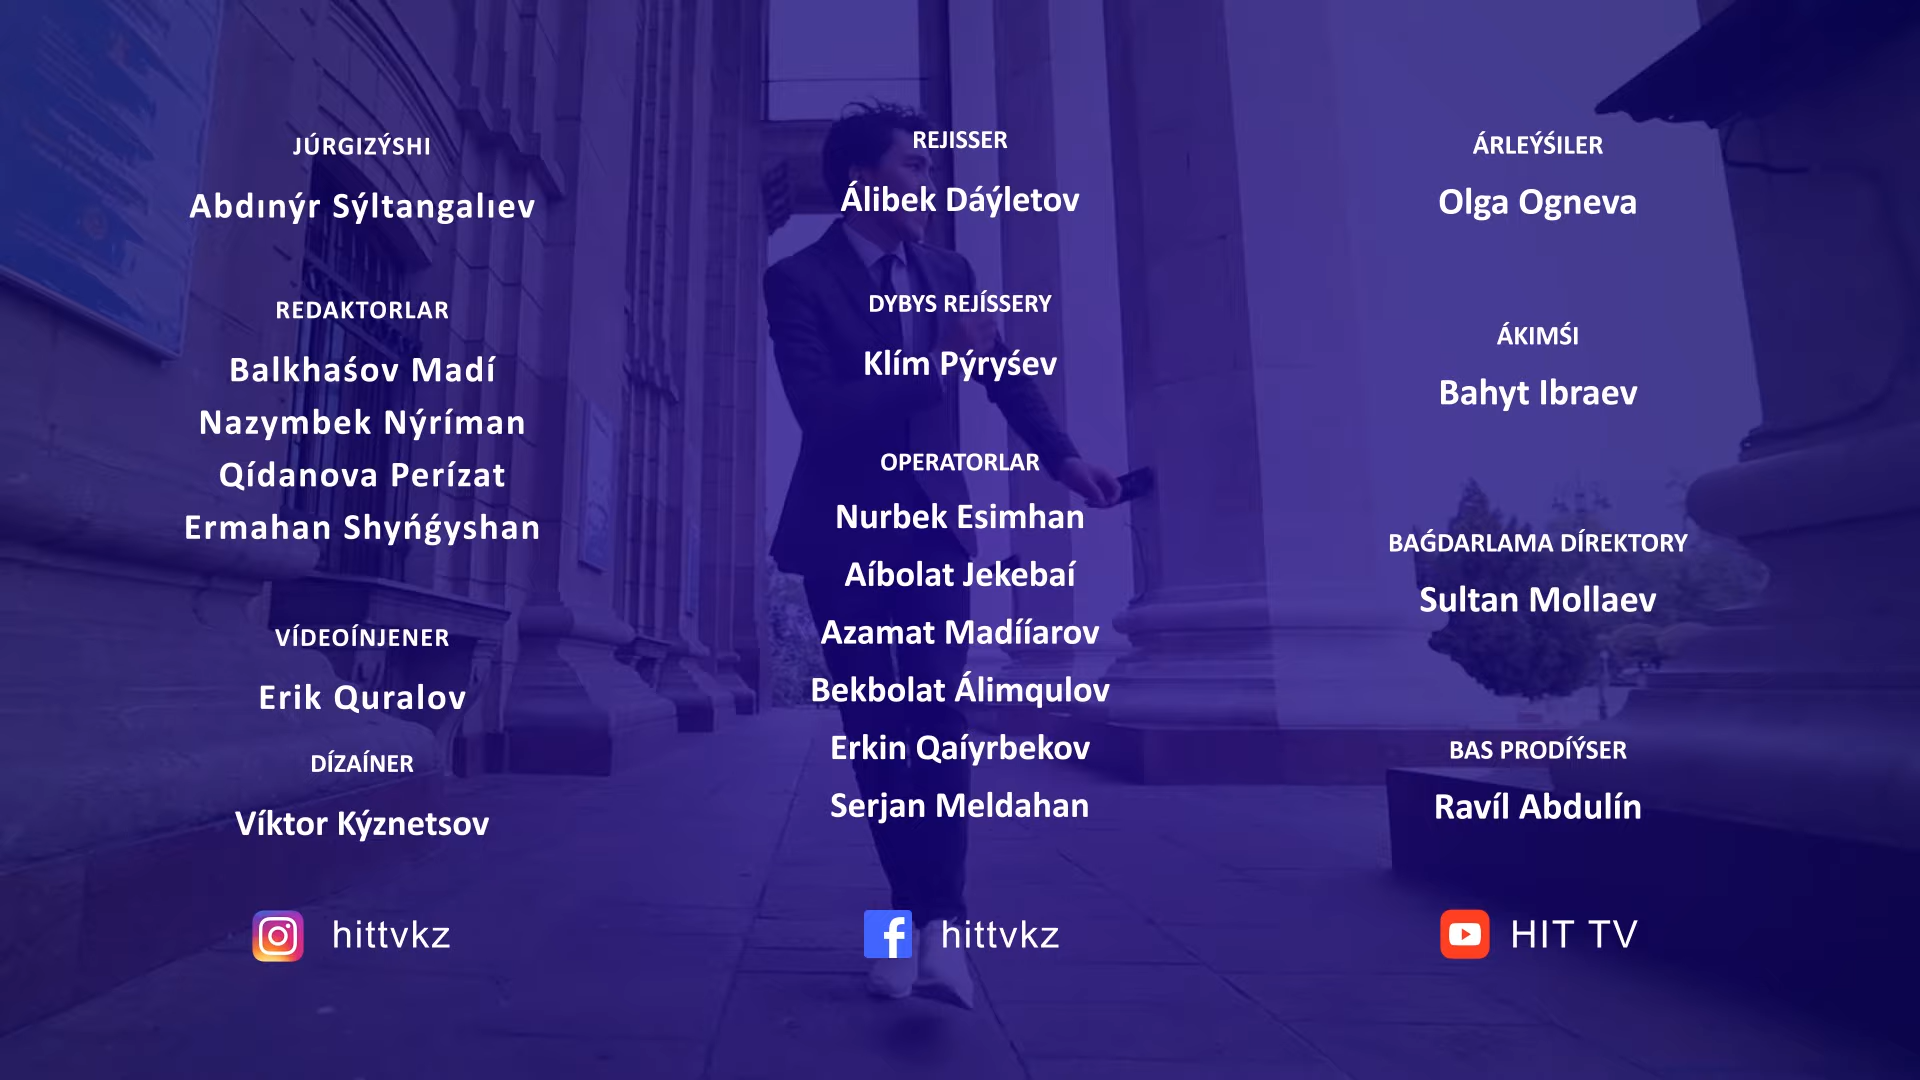 JÚRGIZÝSHI
Abdınýr Sýltangalıev
REDAKTORLAR
Balkhaśov Madí
Nazymbek Nýríman
Qídanova Perízat
Ermahan Shyńǵyshan
VÍDEOÍNJENER
Erik Quralov
DÍZAÍNER
Víktor Kýznetsov
hittvkz
REJISSER
Álibek Dáýletov
DYBYS REJÍSSERY
Klím Pýryśev
OPERATORLAR
Nurbek Esimhan
Aíbolat Jekebaí
Azamat Madííarov
Bekbolat Álimqulov
Erkin Qaíyrbekov
Serjan Meldahan
hittvkz
ÁRLEÝŚILER
Olga Ogneva
ÁKIMŚI
Bahyt Ibraev
BAǴDARLAMA DÍREKTORY
Sultan Mollaev
BAS PRODÍÝSER
Ravíl Abdulín
HIT TV